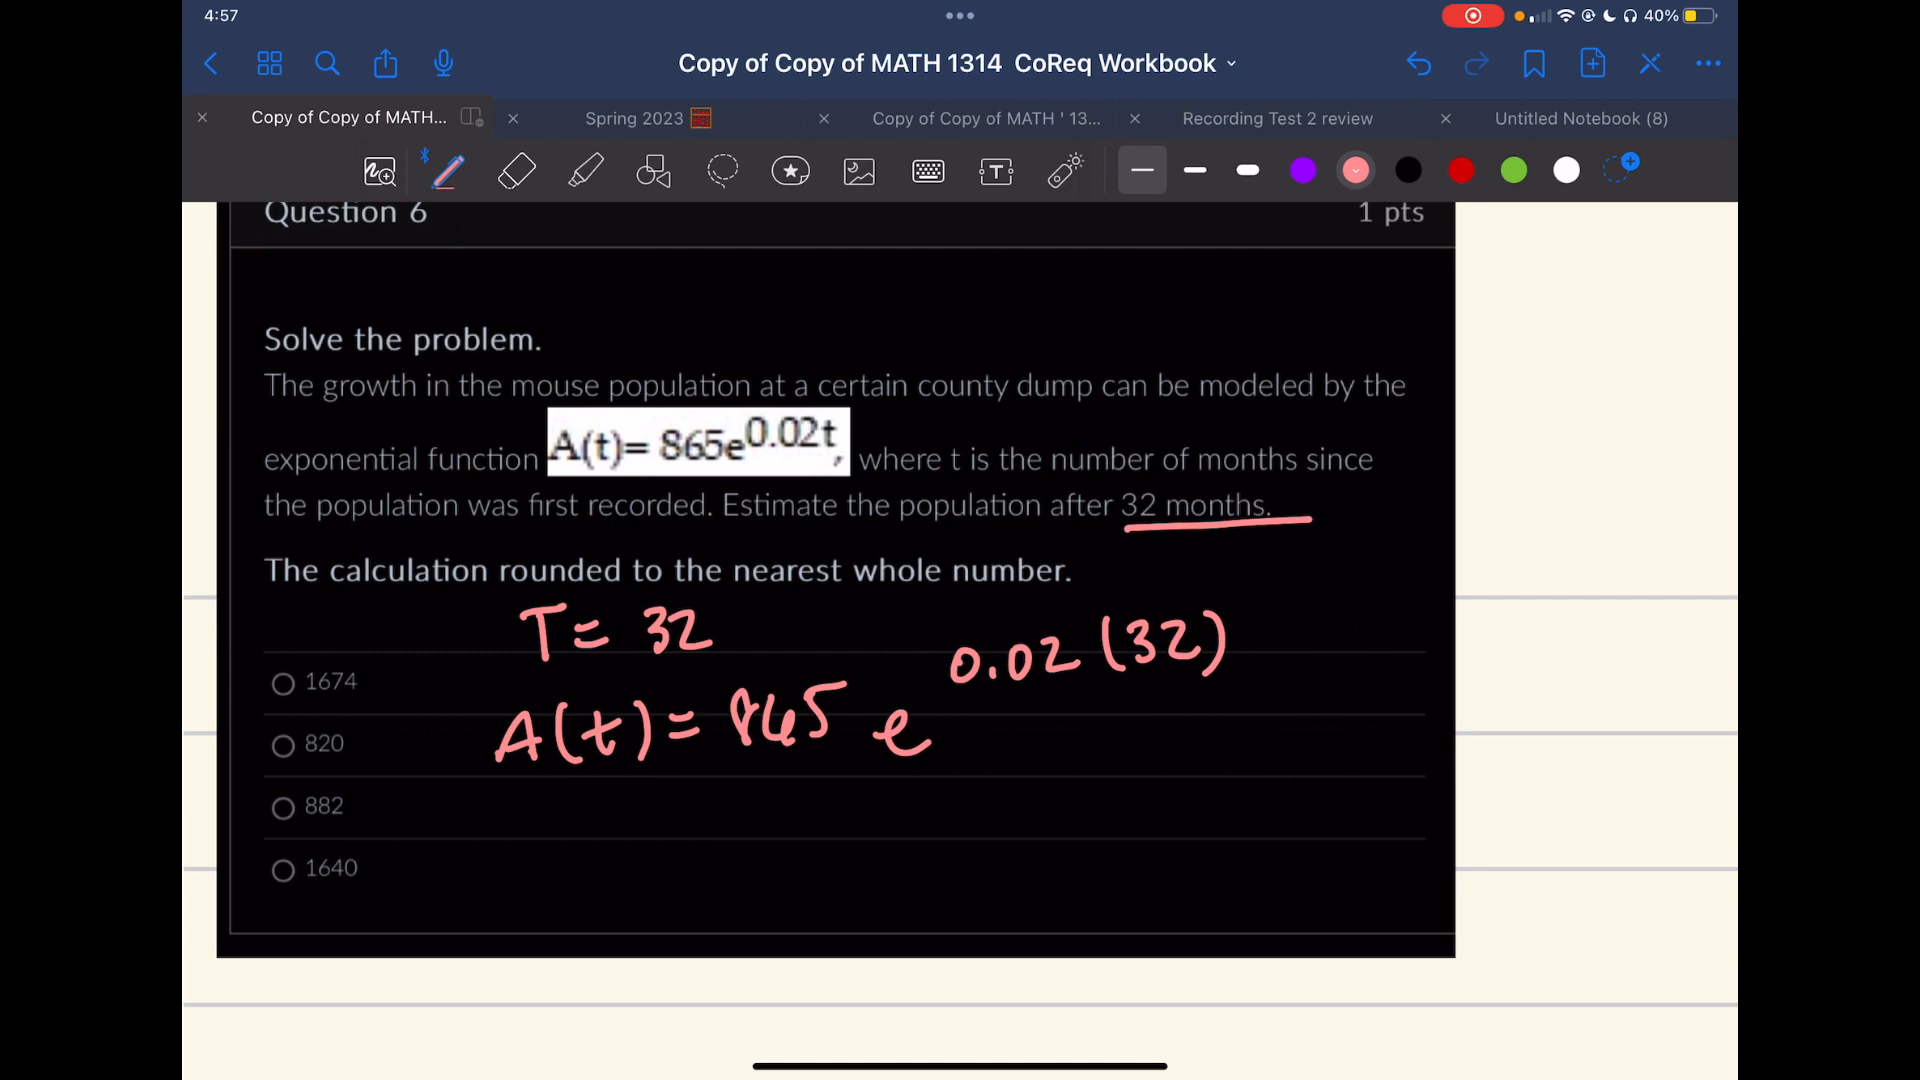 4:57
40%
Copy of Copy of MATH 1314 CoReq Workbook
Copy of Copy of MATH...
Spring 2023
Copy of Copy of MATH ' 13...
Recording Test 2 review
Untitled Notebook (8)
T
Question 6
1 pts
Solve the problem.
The growth in the mouse population at a certain county dump can be modeled by the
exponential function A(t)= 865e^0.02t, where t is the number of months since
the population was first recorded. Estimate the population after 32 months.
The calculation rounded to the nearest whole number.
T= 32
A(t)= 865 e^0.02 (32)
1674
820
882
1640